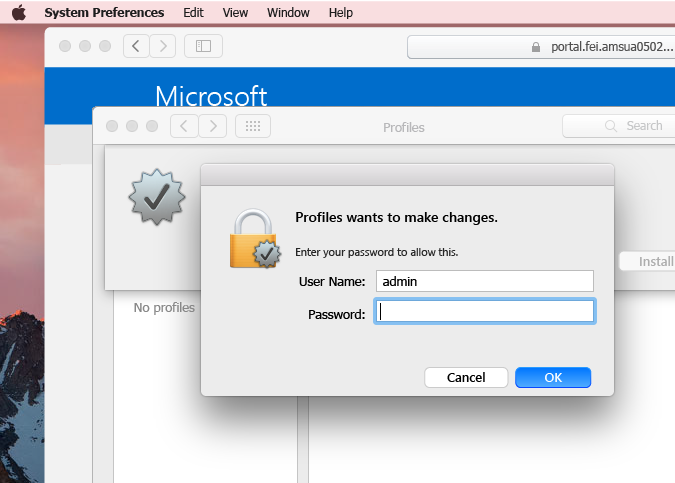 System Preferences Edit View Window Help
portal.fei.amsua0502...
Microsoft
Profiles
Search
Profiles wants to make changes.
Enter your password to allow this.
User Name: admin
Password:
Install
No profiles
Cancel OK